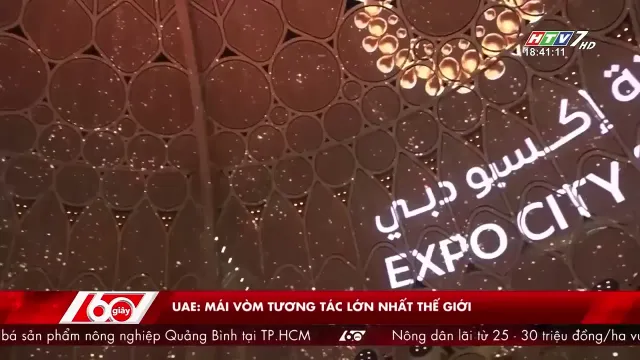 HTV7 HD
18:41:11
إكسبو دبي
EXPO CITY
60 giây
UAE: MÁI VÒM TƯƠNG TÁC LỚN NHẤT THẾ GIỚI
bá sản phẩm nông nghiệp Quảng Bình tại TP.HCM 60 Nông dân lãi từ 25 - 30 triệu đồng/ha v